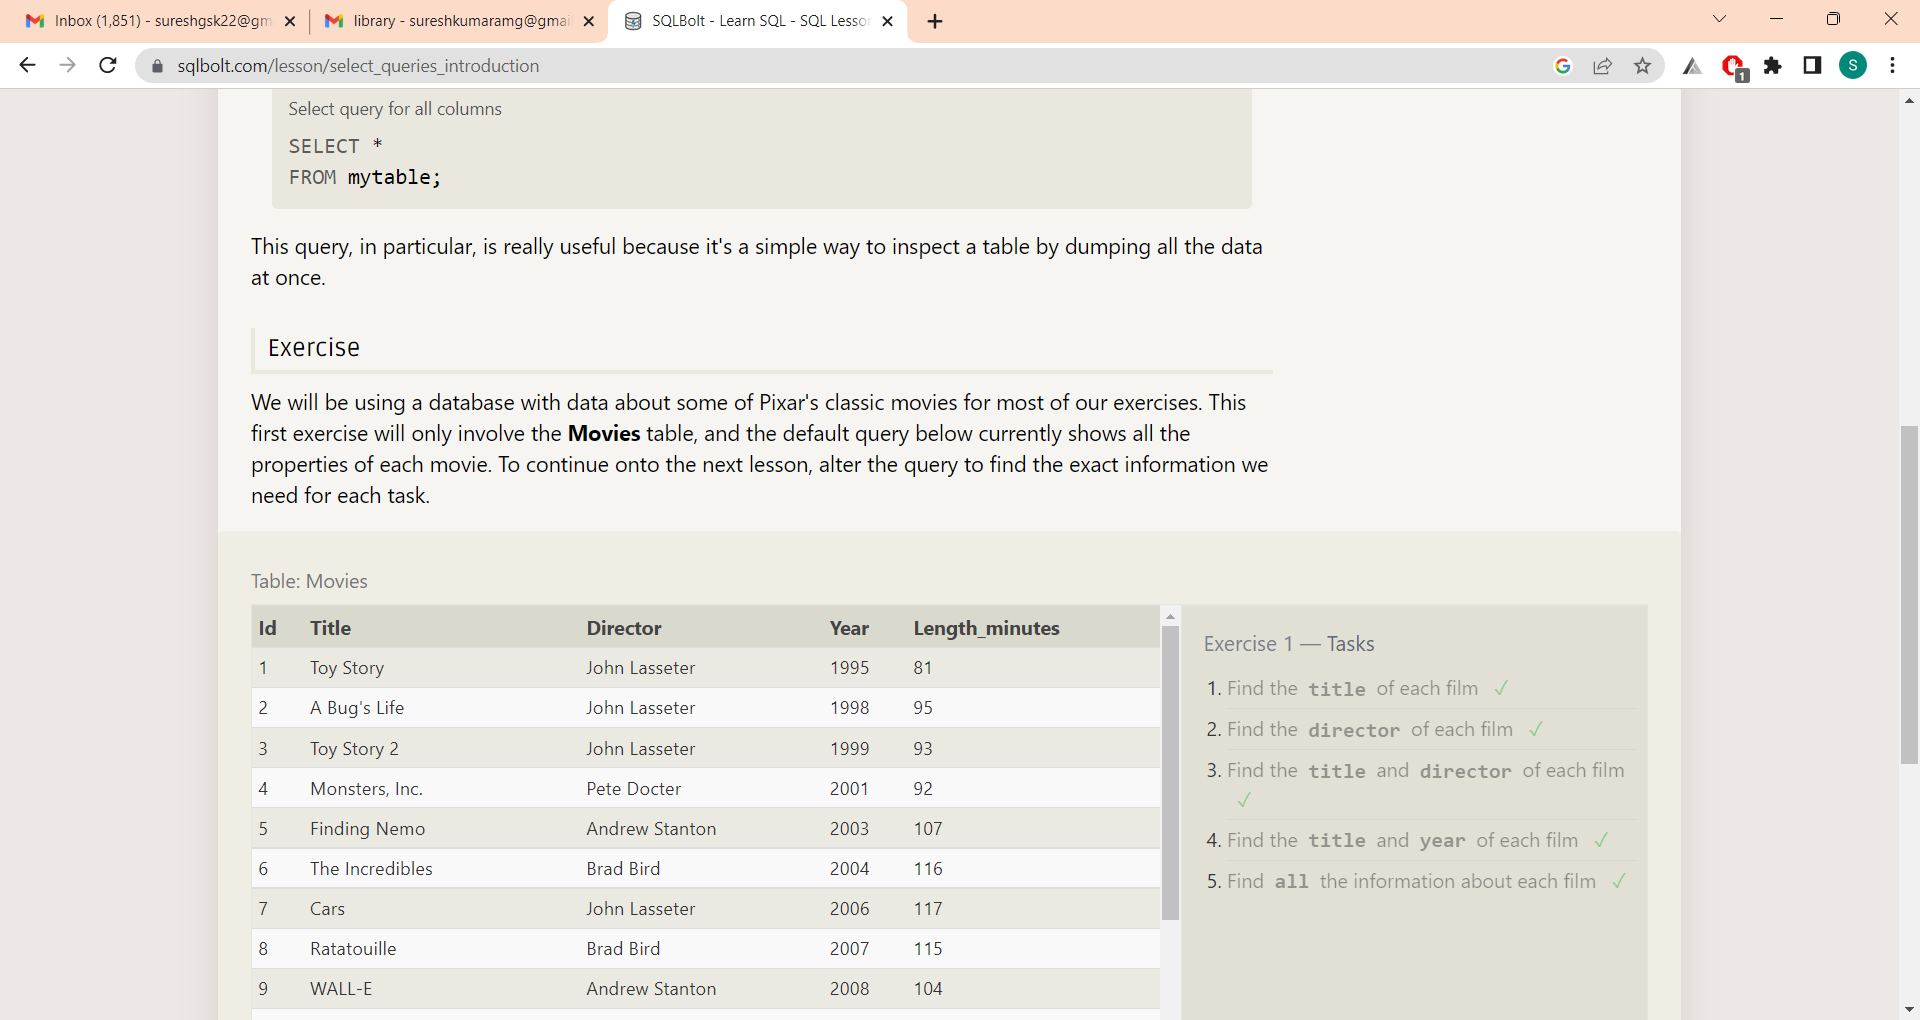 Inbox (1,851) - sureshgsk22@gm
library - sureshkumaramg@gmai
SQLBolt - Learn SQL - SQL Lesso
sqlbolt.com/lesson/select_queries_introduction
1
S
Select query for all columns
SELECT *
FROM mytable;
This query, in particular, is really useful because it's a simple way to inspect a table by dumping all the data
at once.
Exercise
We will be using a database with data about some of Pixar's classic movies for most of our exercises. This
first exercise will only involve the Movies table, and the default query below currently shows all the
properties of each movie. To continue onto the next lesson, alter the query to find the exact information we
need for each task.
Table: Movies
Id Title Director Year Length_minutes
1 Toy Story John Lasseter 1995 81
2 A Bug's Life John Lasseter 1998 95
3 Toy Story 2 John Lasseter 1999 93
4 Monsters, Inc. Pete Docter 2001 92
5 Finding Nemo Andrew Stanton 2003 107
6 The Incredibles Brad Bird 2004 116
7 Cars John Lasseter 2006 117
8 Ratatouille Brad Bird 2007 115
9 WALL-E Andrew Stanton 2008 104
Exercise 1 — Tasks
1. Find the title of each film ✓
2. Find the director of each film ✓
3. Find the title and director of each film
✓
4. Find the title and year of each film ✓
5. Find all the information about each film ✓